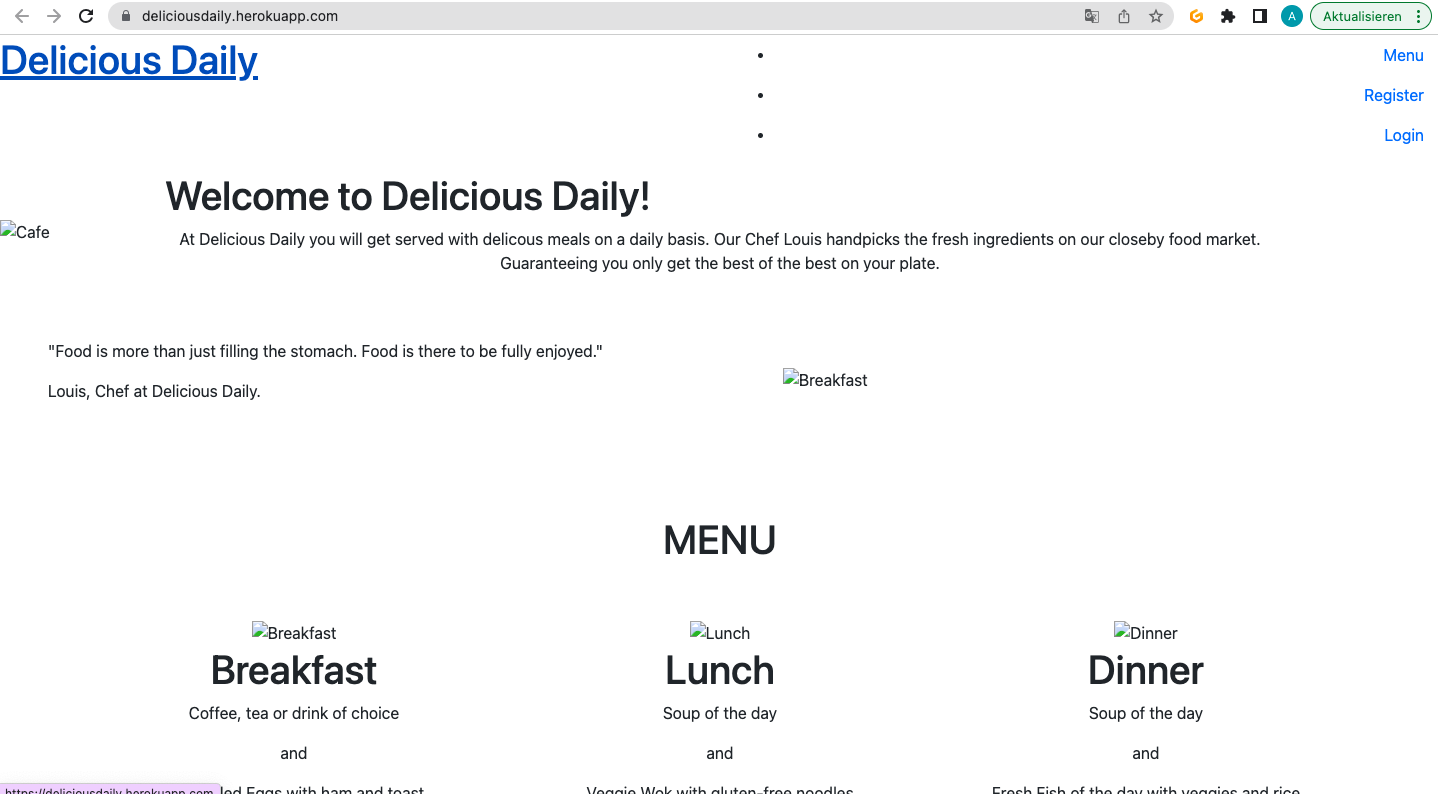 deliciousdaily.herokuapp.com
A
Aktualisieren
Delicious Daily
Menu
Register
Login
Welcome to Delicious Daily!
Cafe
At Delicious Daily you will get served with delicous meals on a daily basis. Our Chef Louis handpicks the fresh ingredients on our closeby food market.
Guaranteeing you only get the best of the best on your plate.
"Food is more than just filling the stomach. Food is there to be fully enjoyed."
Louis, Chef at Delicious Daily.
Breakfast
MENU
Breakfast
Lunch
Dinner
Breakfast
Lunch
Dinner
Coffee, tea or drink of choice
Soup of the day
Soup of the day
and
and
and
Eggs with ham and toast
Veggie Wok with gluten-free noodles
Fresh Fish of the day with veggies and rice
https://deliciousdaily.herokuapp.com